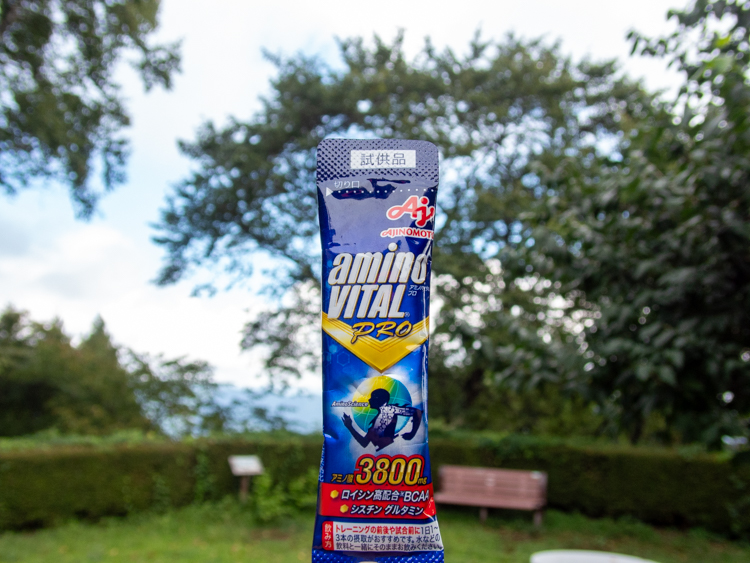 試供品
切り口
Aj
AJINOMOTO
amino
VITAL®
アミノバイタル
プロ
PRO
AminoScience
アミノ酸 3800mg
ロイシン高配合※BCAA
シスチン グルタミン
飲み方
トレーニングの前後や試合前に1日1~
3本の摂取がおすすめです。水などの
飲料と一緒にそのままお飲みください